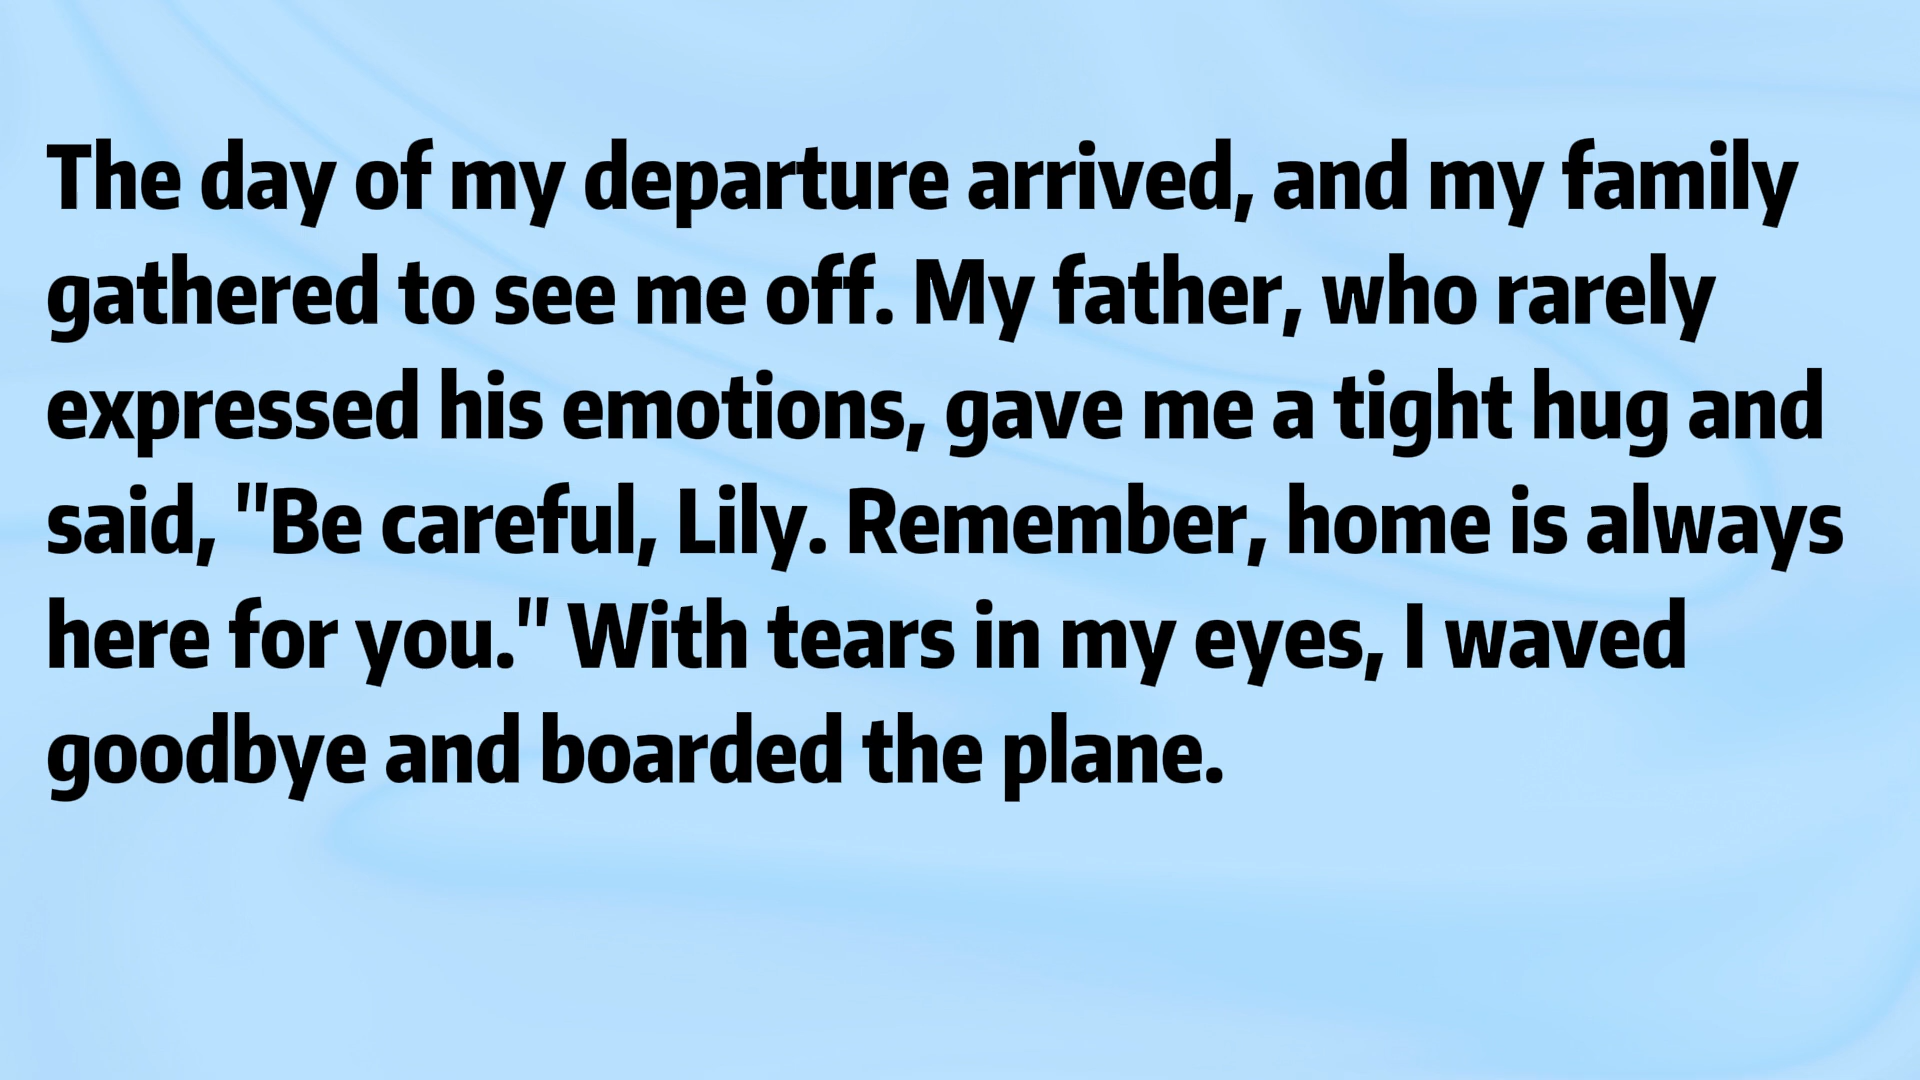 The day of my departure arrived, and my family
gathered to see me off. My father, who rarely
expressed his emotions, gave me a tight hug and
said, "Be careful, Lily. Remember, home is always
here for you." With tears in my eyes, I waved
goodbye and boarded the plane.